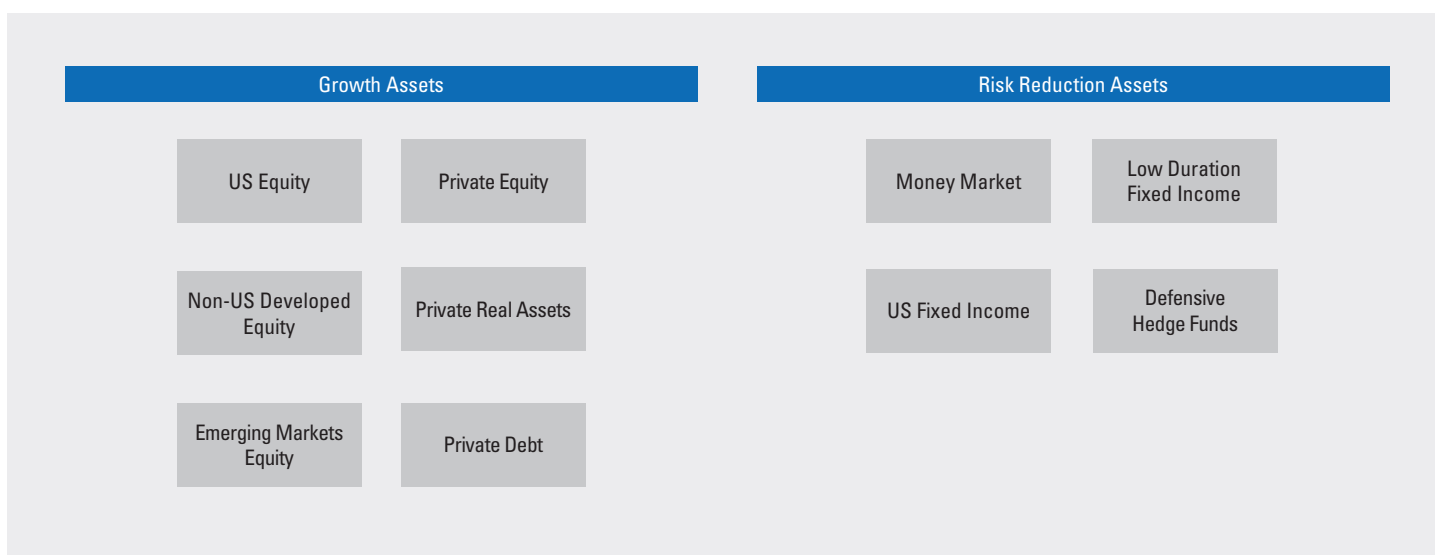 Growth Assets
US Equity
Private Equity
Non-US Developed
Equity
Private Real Assets
Emerging Markets
Equity
Private Debt
Risk Reduction Assets
Money Market
Low Duration
Fixed Income
US Fixed Income
Defensive
Hedge Funds